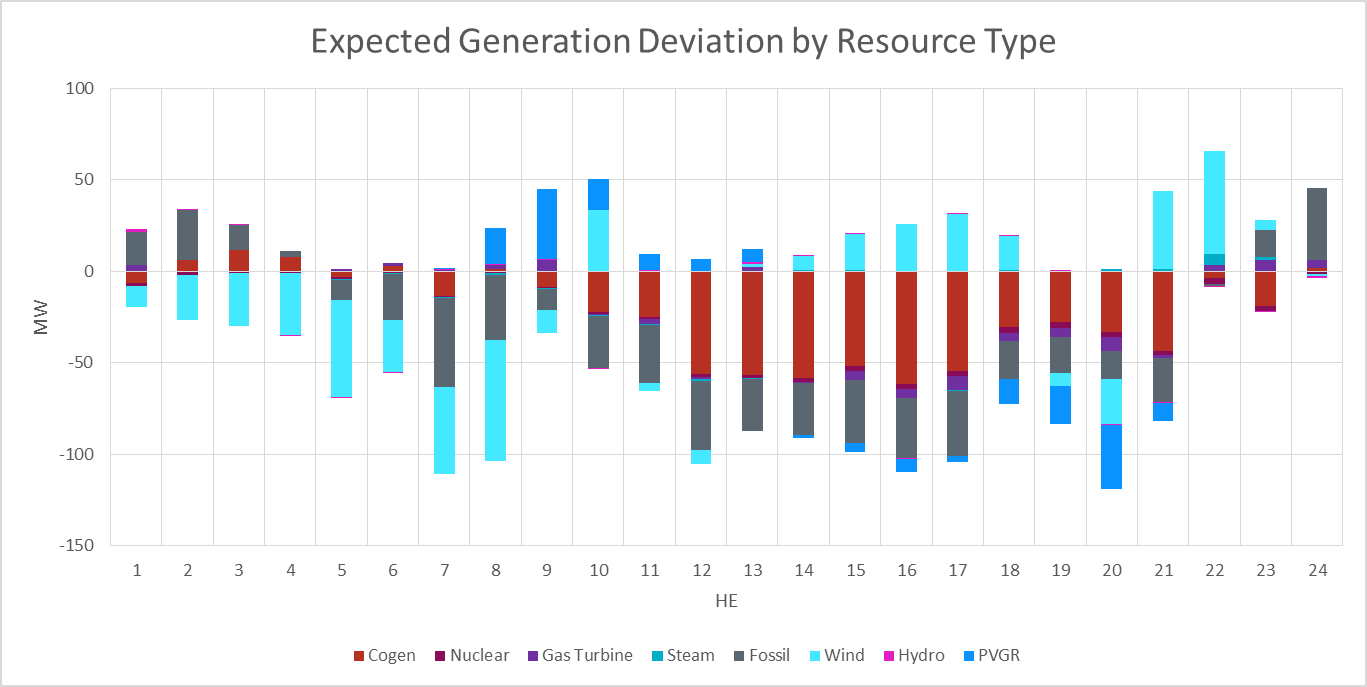 Expected Generation Deviation by Resource Type
100
50
0
-50
-100
-150
MW
1 2 3 4 5 6 7 8 9 10 11 12 13 14 15 16 17 18 19 20 21 22 23 24
HE
Cogen Nuclear Gas Turbine Steam Fossil Wind Hydro PVGR